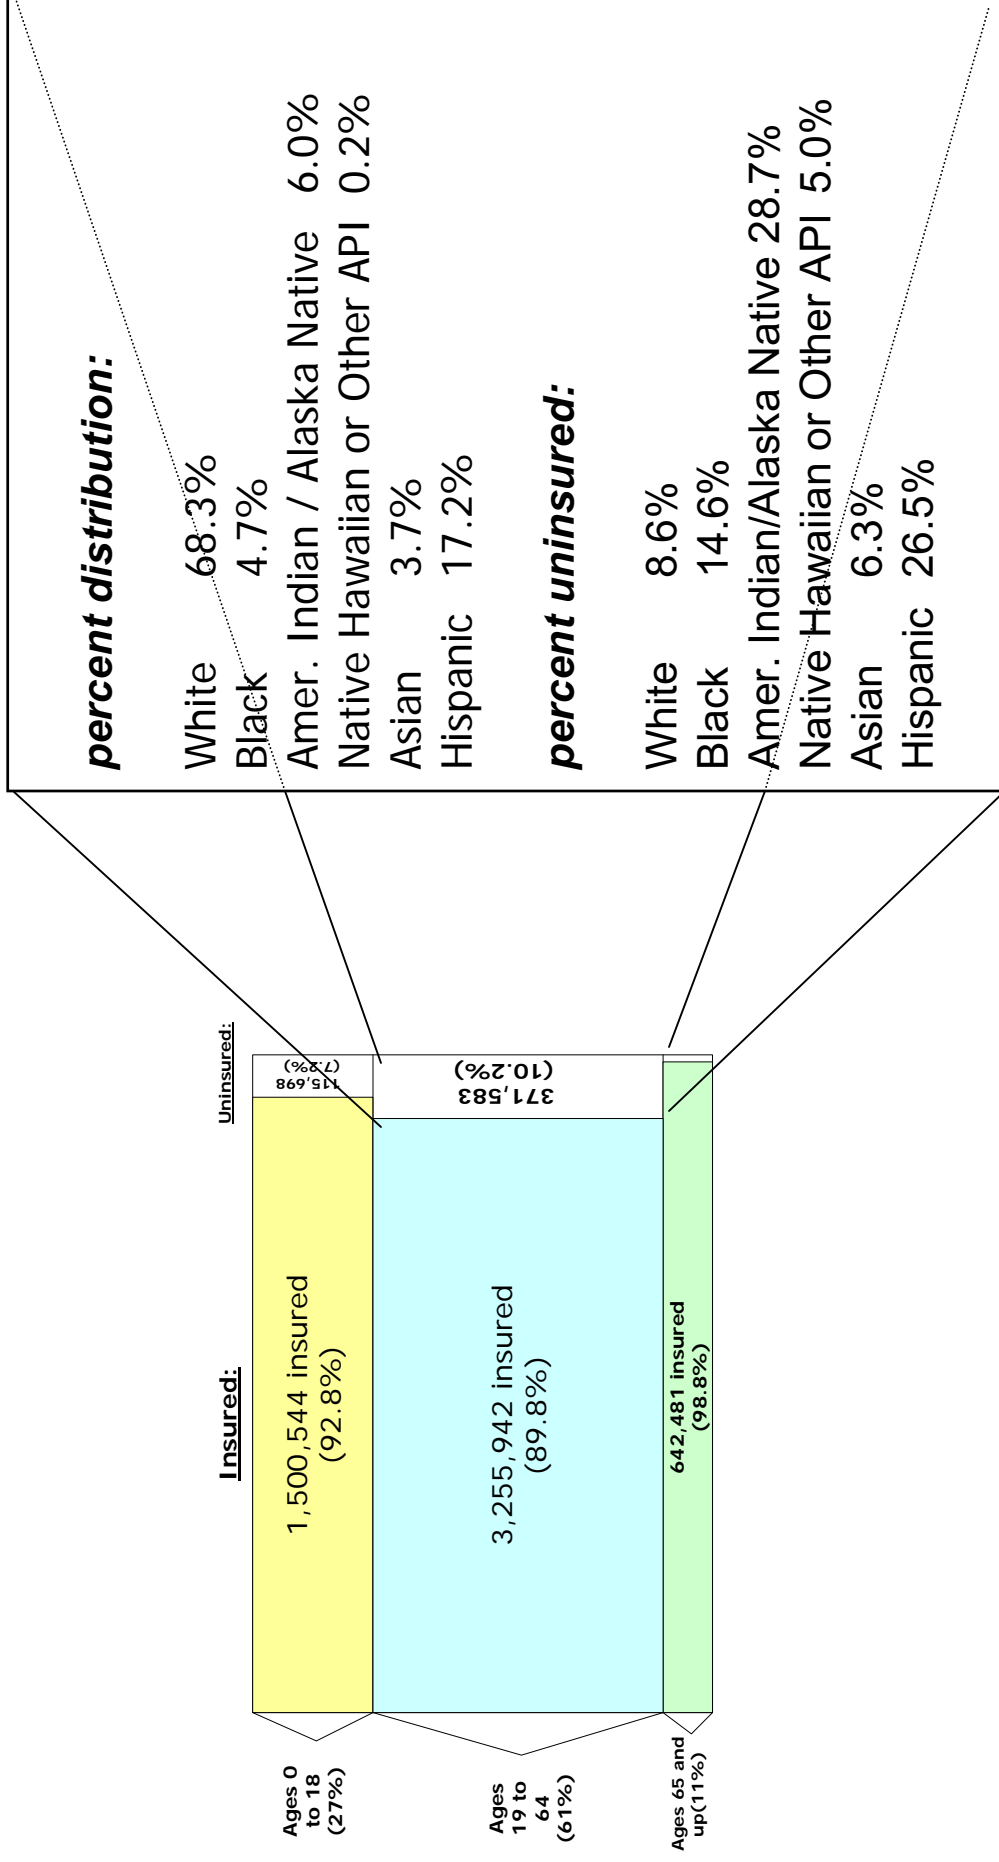 Insured:
Uninsured:
Ages 0
to 18
(27%)
1,500,544 insured
(92.8%)
115,698
(7.2%)
Ages
19 to
64
(61%)
3,255,942 insured
(89.8%)
371,583
(10.2%)
Ages 65 and
up(11%)
642,481 insured
(98.8%)
percent distribution:
White 68.3%
Black 4.7%
Amer. Indian / Alaska Native 6.0%
Native Hawaiian or Other API 0.2%
Asian 3.7%
Hispanic 17.2%
percent uninsured:
White 8.6%
Black 14.6%
Amer. Indian/Alaska Native 28.7%
Native Hawaiian or Other API 5.0%
Asian 6.3%
Hispanic 26.5%